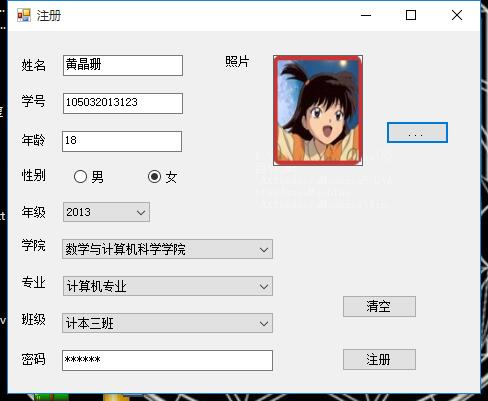 注册
姓名 黄晶珊 照片
学号 105032013123
年龄 18
...
性别 男 女
年级 2013
学院 数学与计算机科学学院
专业 计算机专业
清空
班级 计本三班
密码 ******
注册